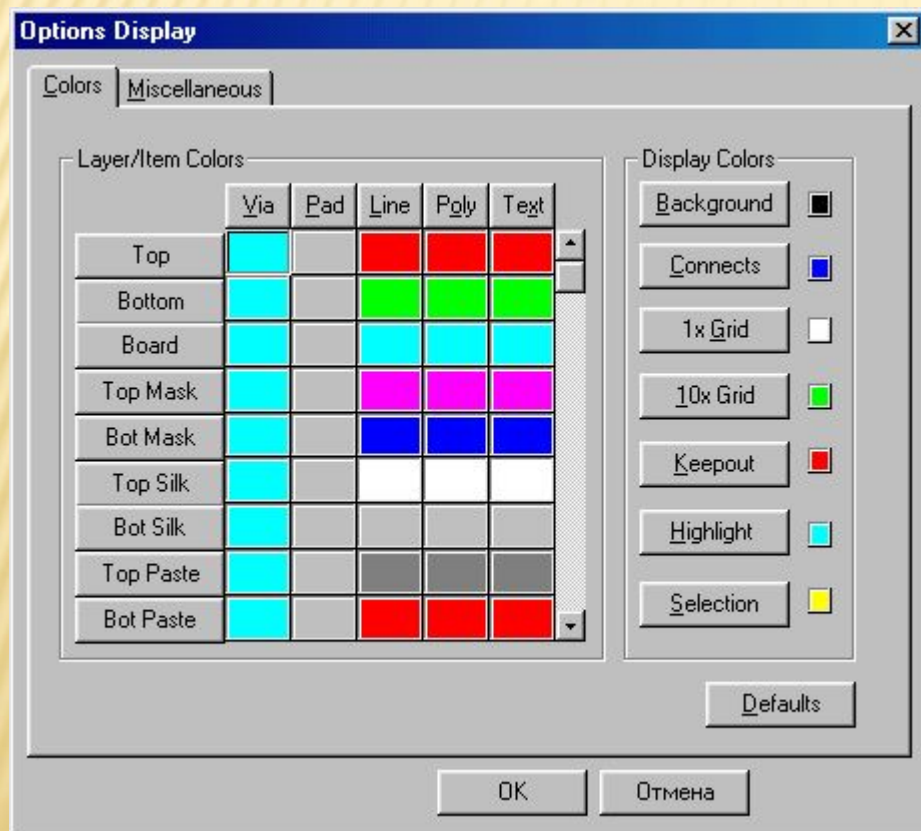 Options Display
Colors Miscellaneous
Layer/Item Colors
Via Pad Line Poly Text
Top
Bottom
Board
Top Mask
Bot Mask
Top Silk
Bot Silk
Top Paste
Bot Paste
Display Colors
Background
Connects
1x Grid
10x Grid
Keepout
Highlight
Selection
Defaults
OK Отмена